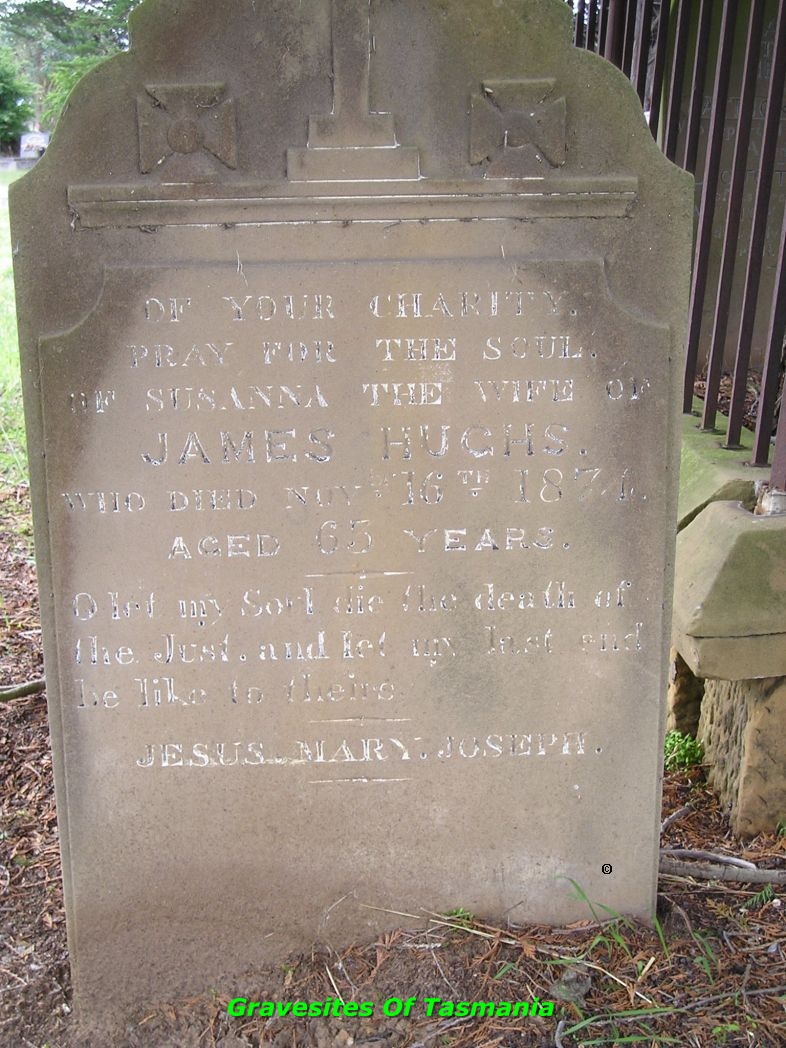 OF YOUR CHARITY.
PRAY FOR THE SOUL.
OF SUSANNA THE WIFE OF
JAMES HUGHS.
WHO DIED NOVR 16TH 1874.
AGED 65 YEARS.
O let my Soul die the death of
the Just. and let my last end
be like to theirs.
JESUS. MARY. JOSEPH.
©
Gravesites Of Tasmania